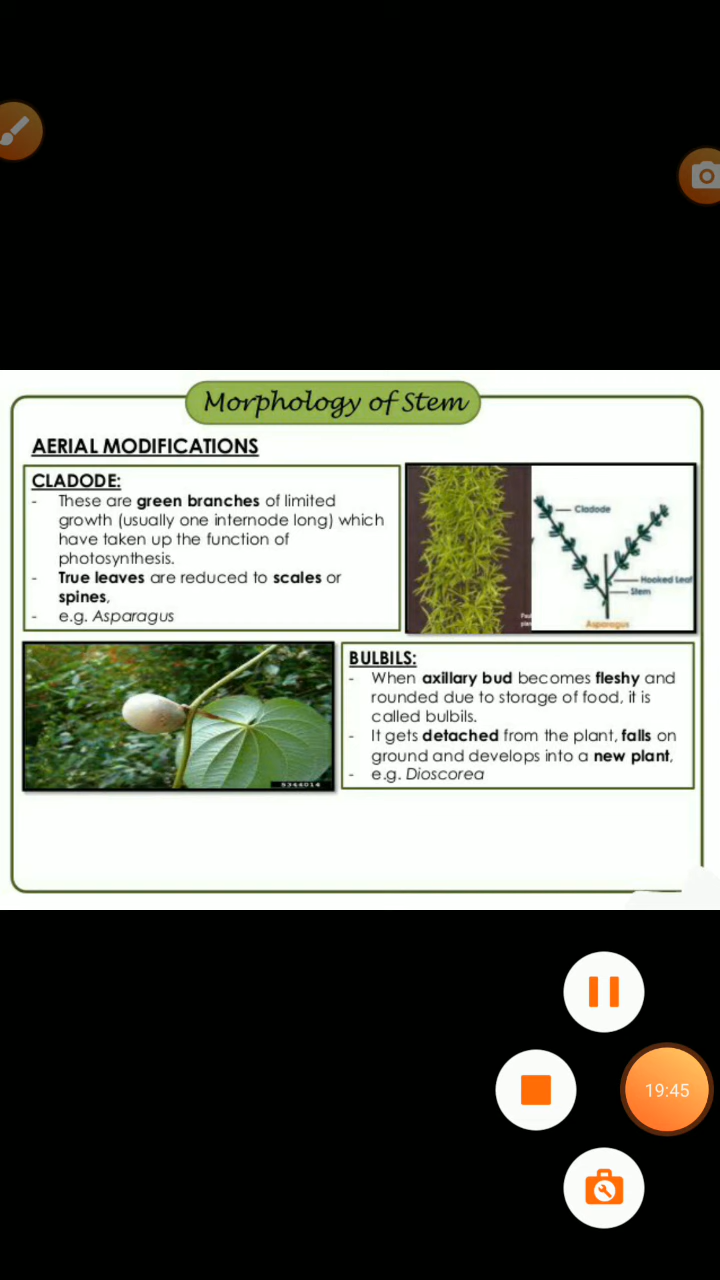 Morphology of Stem
AERIAL MODIFICATIONS
CLADODE:
- These are green branches of limited
growth (usually one internode long) which
have taken up the function of
photosynthesis.
- True leaves are reduced to scales or
spines,
- e.g. Asparagus
Cladode
Hooked Leaf
Stem
Asparagus
BULBILS:
- When axillary bud becomes fleshy and
rounded due to storage of food, it is
called bulbils.
- It gets detached from the plant, falls on
ground and develops into a new plant,
- e.g. Dioscorea
19:45